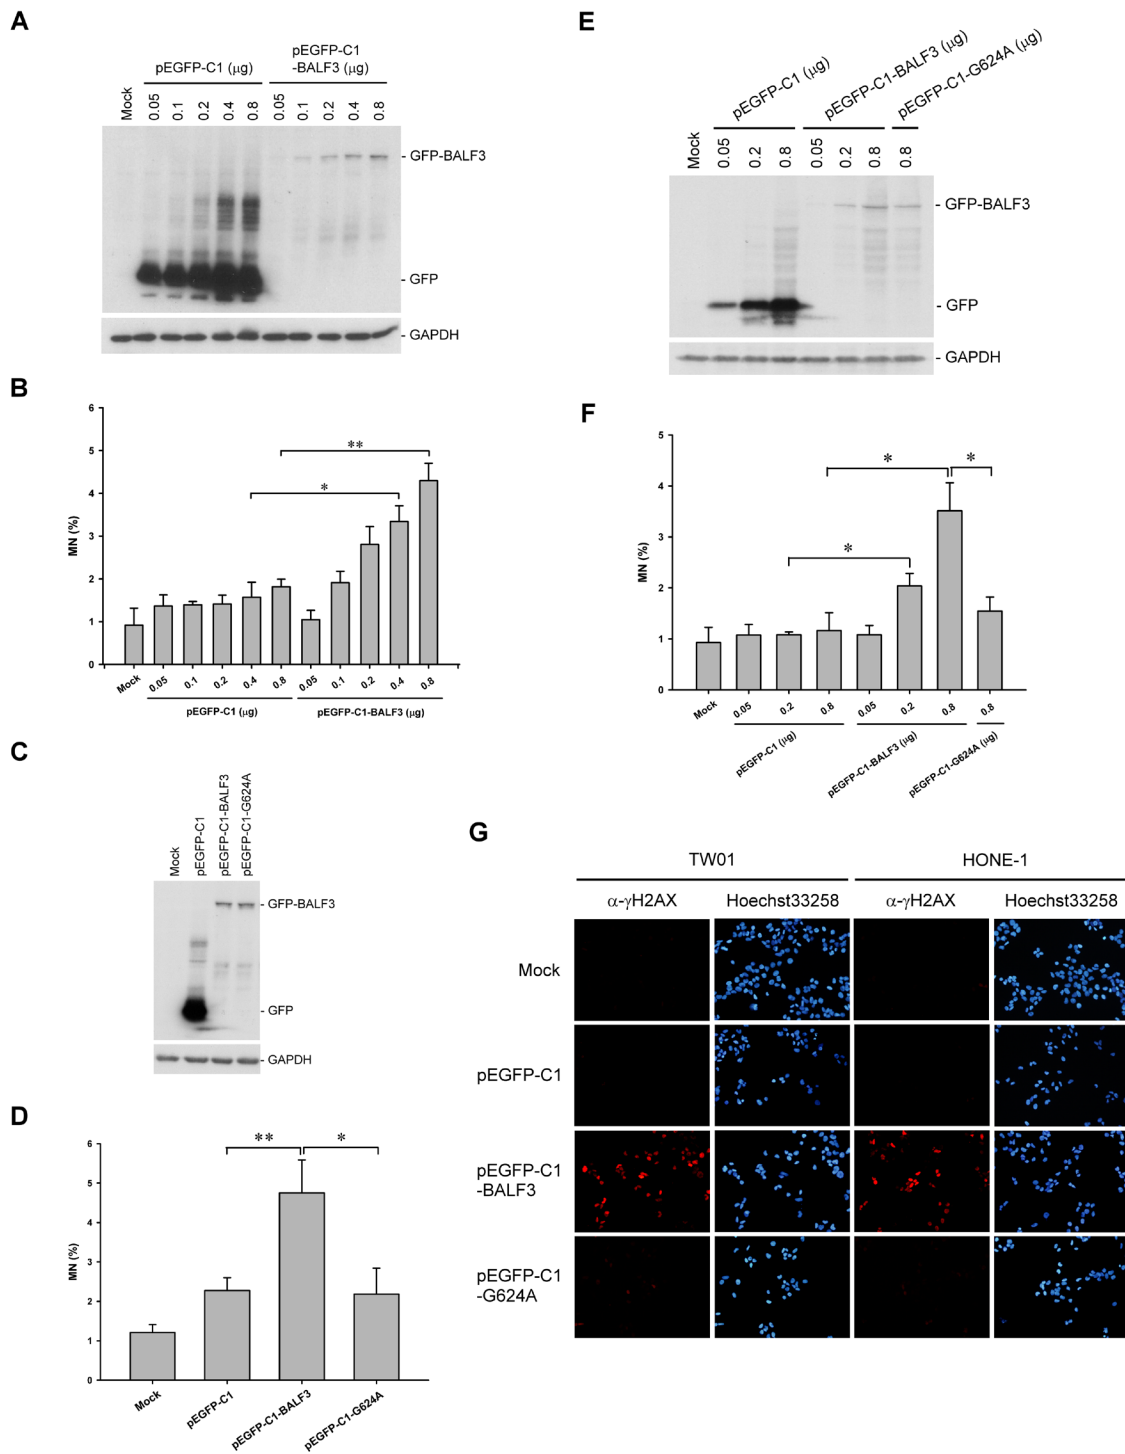 A
pEGFP-C1 (μg)
pEGFP-C1
-BALF3 (μg)
Mock
0.05
0.1
0.2
0.4
0.8
0.05
0.1
0.2
0.4
0.8
- GFP-BALF3
- GFP
- GAPDH
B
MN (%)
6
5
4
3
2
1
0
**
*
Mock
0.05
0.1
0.2
0.4
0.8
0.05
0.1
0.2
0.4
0.8
pEGFP-C1 (μg)
pEGFP-C1-BALF3 (μg)
C
Mock
pEGFP-C1
pEGFP-C1-BALF3
pEGFP-C1-G624A
- GFP-BALF3
- GFP
- GAPDH
D
MN (%)
6
5
4
3
2
1
0
**
*
Mock
pEGFP-C1
pEGFP-C1-BALF3
pEGFP-C1-G624A
E
pEGFP-C1 (μg)
pEGFP-C1-BALF3 (μg)
pEGFP-C1-G624A (μg)
Mock
0.05
0.2
0.8
0.05
0.2
0.8
0.8
- GFP-BALF3
- GFP
- GAPDH
F
MN (%)
5
4
3
2
1
0
*
*
*
Mock
0.05
0.2
0.8
0.05
0.2
0.8
0.8
pEGFP-C1 (μg)
pEGFP-C1-BALF3 (μg)
pEGFP-C1-G624A (μg)
G
TW01
HONE-1
α-γH2AX
Hoechst33258
α-γH2AX
Hoechst33258
Mock
pEGFP-C1
pEGFP-C1
-BALF3
pEGFP-C1
-G624A